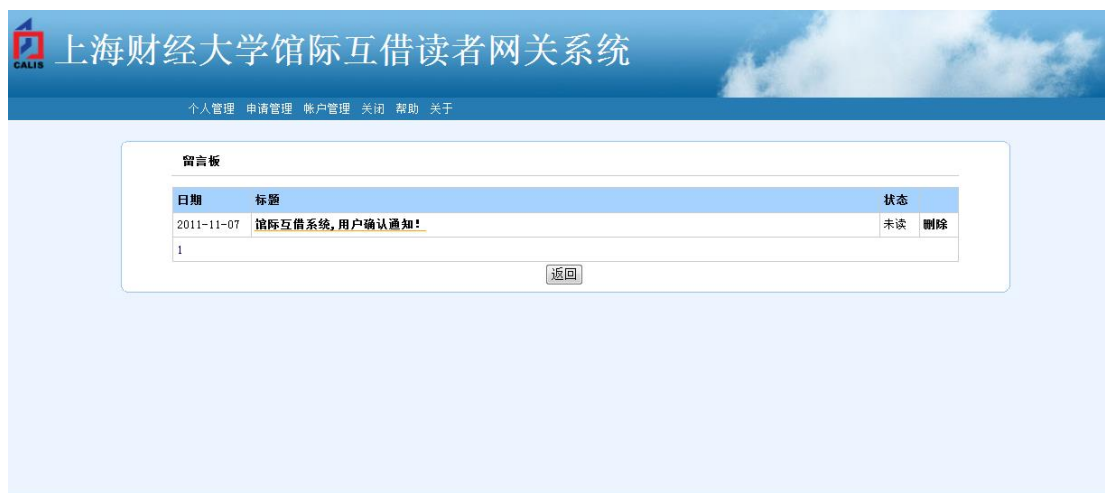 CALIS
上海财经大学馆际互借读者网关系统
个人管理 申请管理 帐户管理 关闭 帮助 关于
留言板
日期 标题 状态
2011-11-07 馆际互借系统,用户确认通知! 未读 删除
1
返回